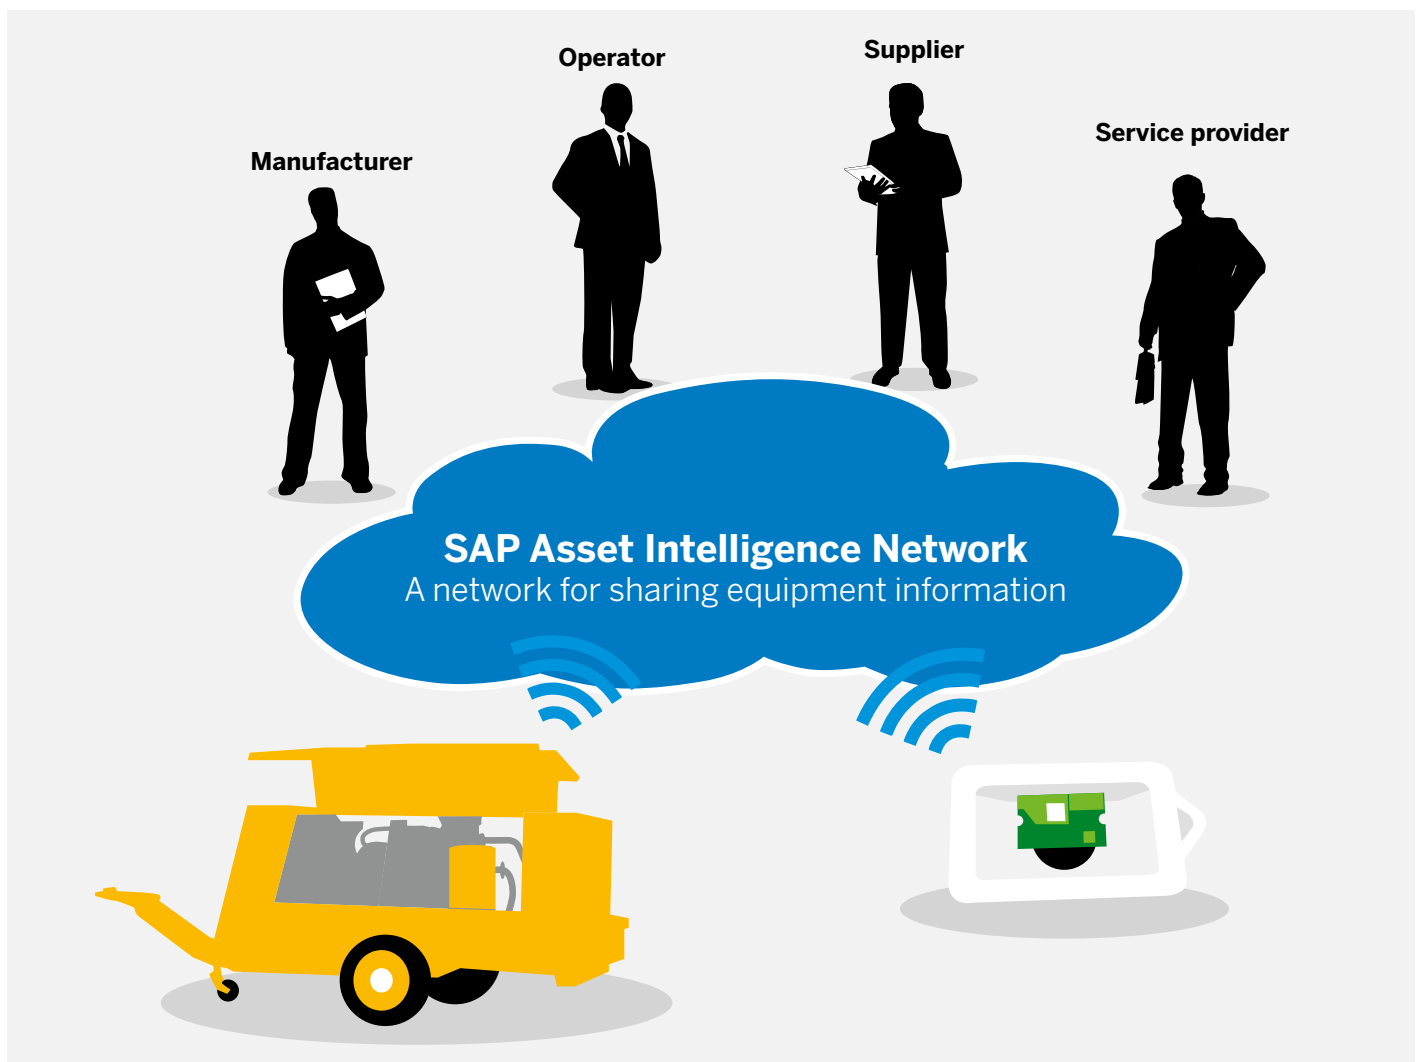 Operator
Supplier
Service provider
Manufacturer
SAP Asset Intelligence Network
A network for sharing equipment information